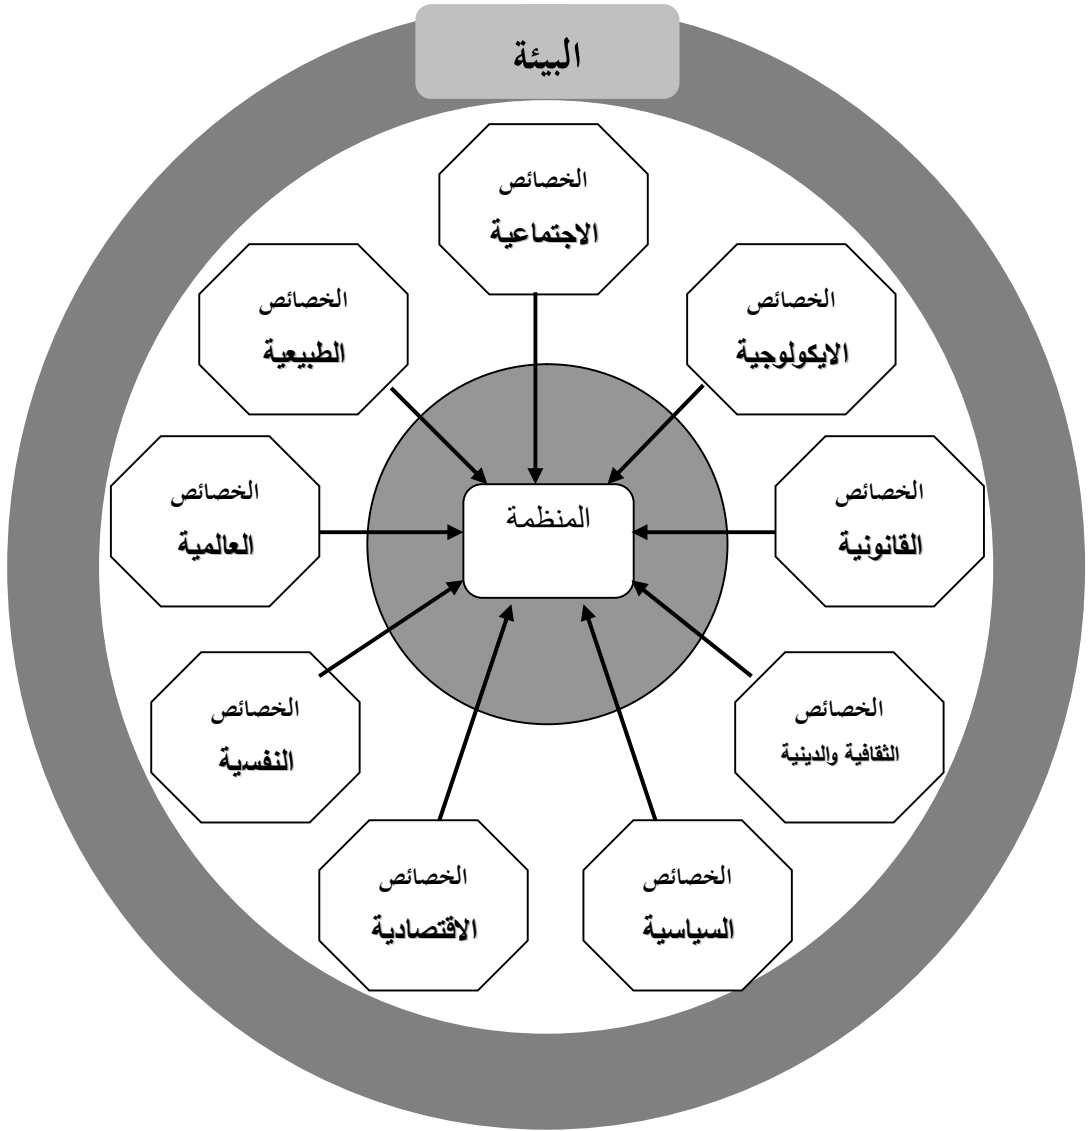 البيئة
الخصائص
الاجتماعية
الخصائص
الايكولوجية
الخصائص
الطبيعية
الخصائص
القانونية
الخصائص
العالمية
المنظمة
الخصائص
الثقافية والدينية
الخصائص
النفسية
الخصائص
السياسية
الخصائص
الاقتصادية